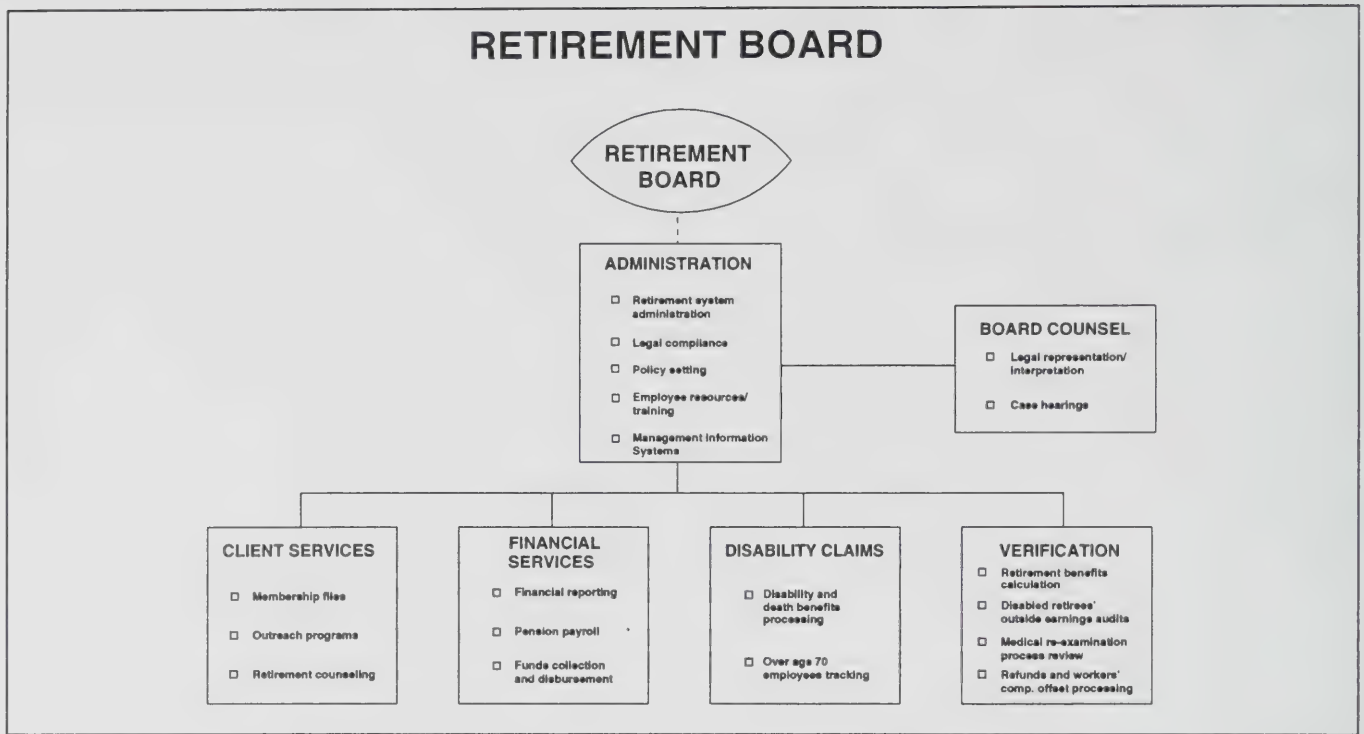 RETIREMENT BOARD
RETIREMENT
BOARD
ADMINISTRATION
☐ Retirement system
administration
☐ Legal compliance
☐ Policy setting
☐ Employee resources/
training
☐ Management Information
Systems
BOARD COUNSEL
☐ Legal representation/
interpretation
☐ Case hearings
CLIENT SERVICES
☐ Membership files
☐ Outreach programs
☐ Retirement counseling
FINANCIAL
SERVICES
☐ Financial reporting
☐ Pension payroll
☐ Funds collection
and disbursement
DISABILITY CLAIMS
☐ Disability and
death benefits
processing
☐ Over age 70
employees tracking
VERIFICATION
☐ Retirement benefits
calculation
☐ Disabled retirees'
outside earnings audits
☐ Medical re-examination
process review
☐ Refunds and workers'
comp. offset processing